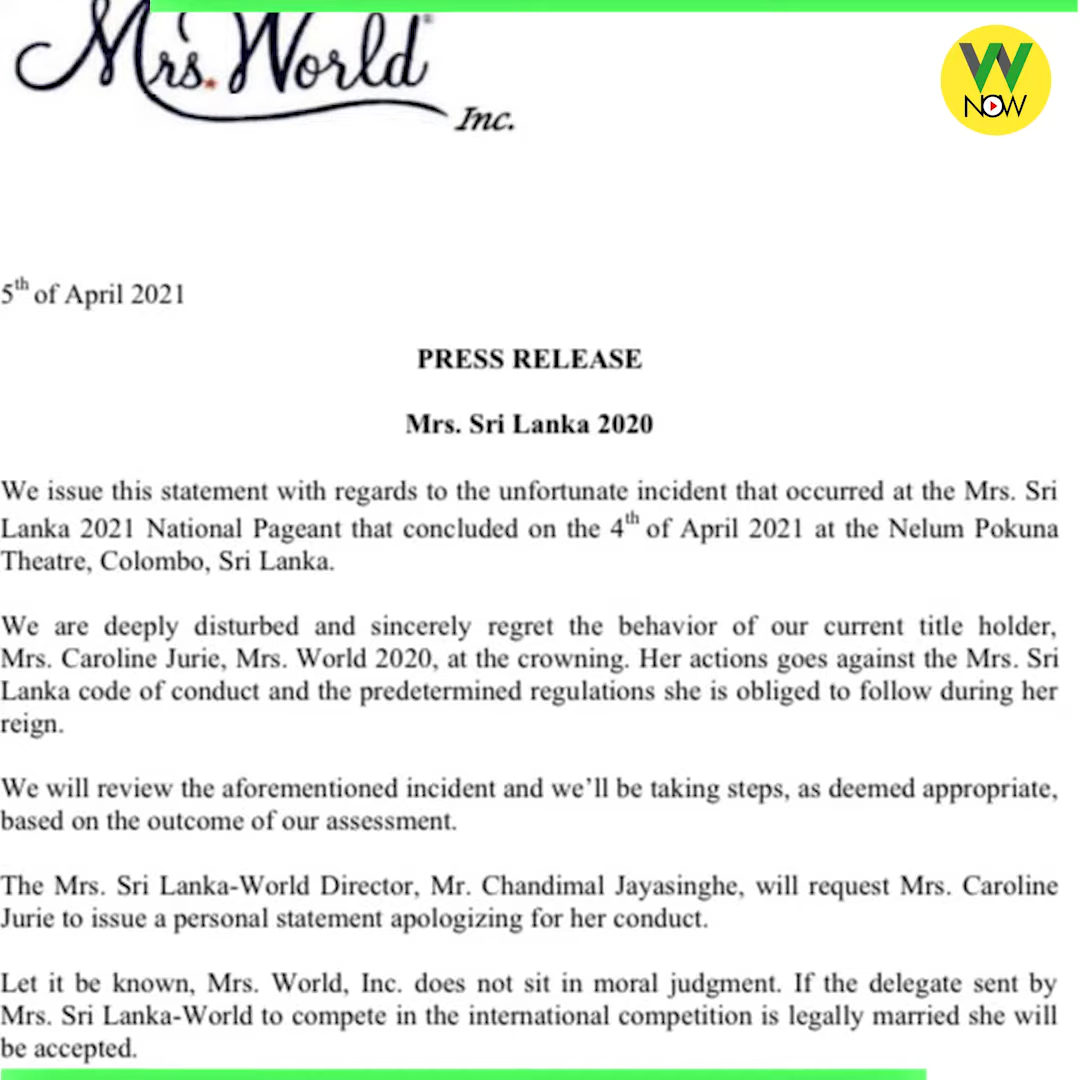 Mrs. World®
Inc.
W
NOW
5th of April 2021
PRESS RELEASE
Mrs. Sri Lanka 2020
We issue this statement with regards to the unfortunate incident that occurred at the Mrs. Sri
Lanka 2021 National Pageant that concluded on the 4th of April 2021 at the Nelum Pokuna
Theatre, Colombo, Sri Lanka.
We are deeply disturbed and sincerely regret the behavior of our current title holder,
Mrs. Caroline Jurie, Mrs. World 2020, at the crowning. Her actions goes against the Mrs. Sri
Lanka code of conduct and the predetermined regulations she is obliged to follow during her
reign.
We will review the aforementioned incident and we’ll be taking steps, as deemed appropriate,
based on the outcome of our assessment.
The Mrs. Sri Lanka-World Director, Mr. Chandimal Jayasinghe, will request Mrs. Caroline
Jurie to issue a personal statement apologizing for her conduct.
Let it be known, Mrs. World, Inc. does not sit in moral judgment. If the delegate sent by
Mrs. Sri Lanka-World to compete in the international competition is legally married she will
be accepted.